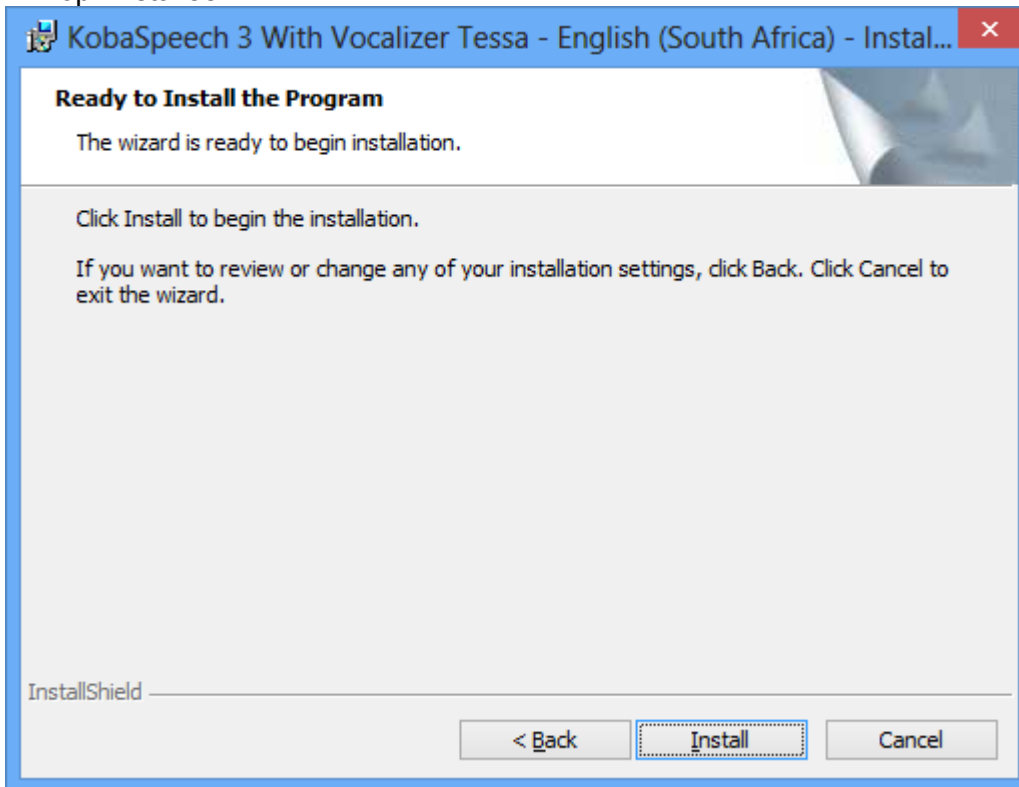 KobaSpeech 3 With Vocalizer Tessa - English (South Africa) - Instal...
Ready to Install the Program
The wizard is ready to begin installation.
Click Install to begin the installation.
If you want to review or change any of your installation settings, click Back. Click Cancel to
exit the wizard.
InstallShield
< Back
Install
Cancel